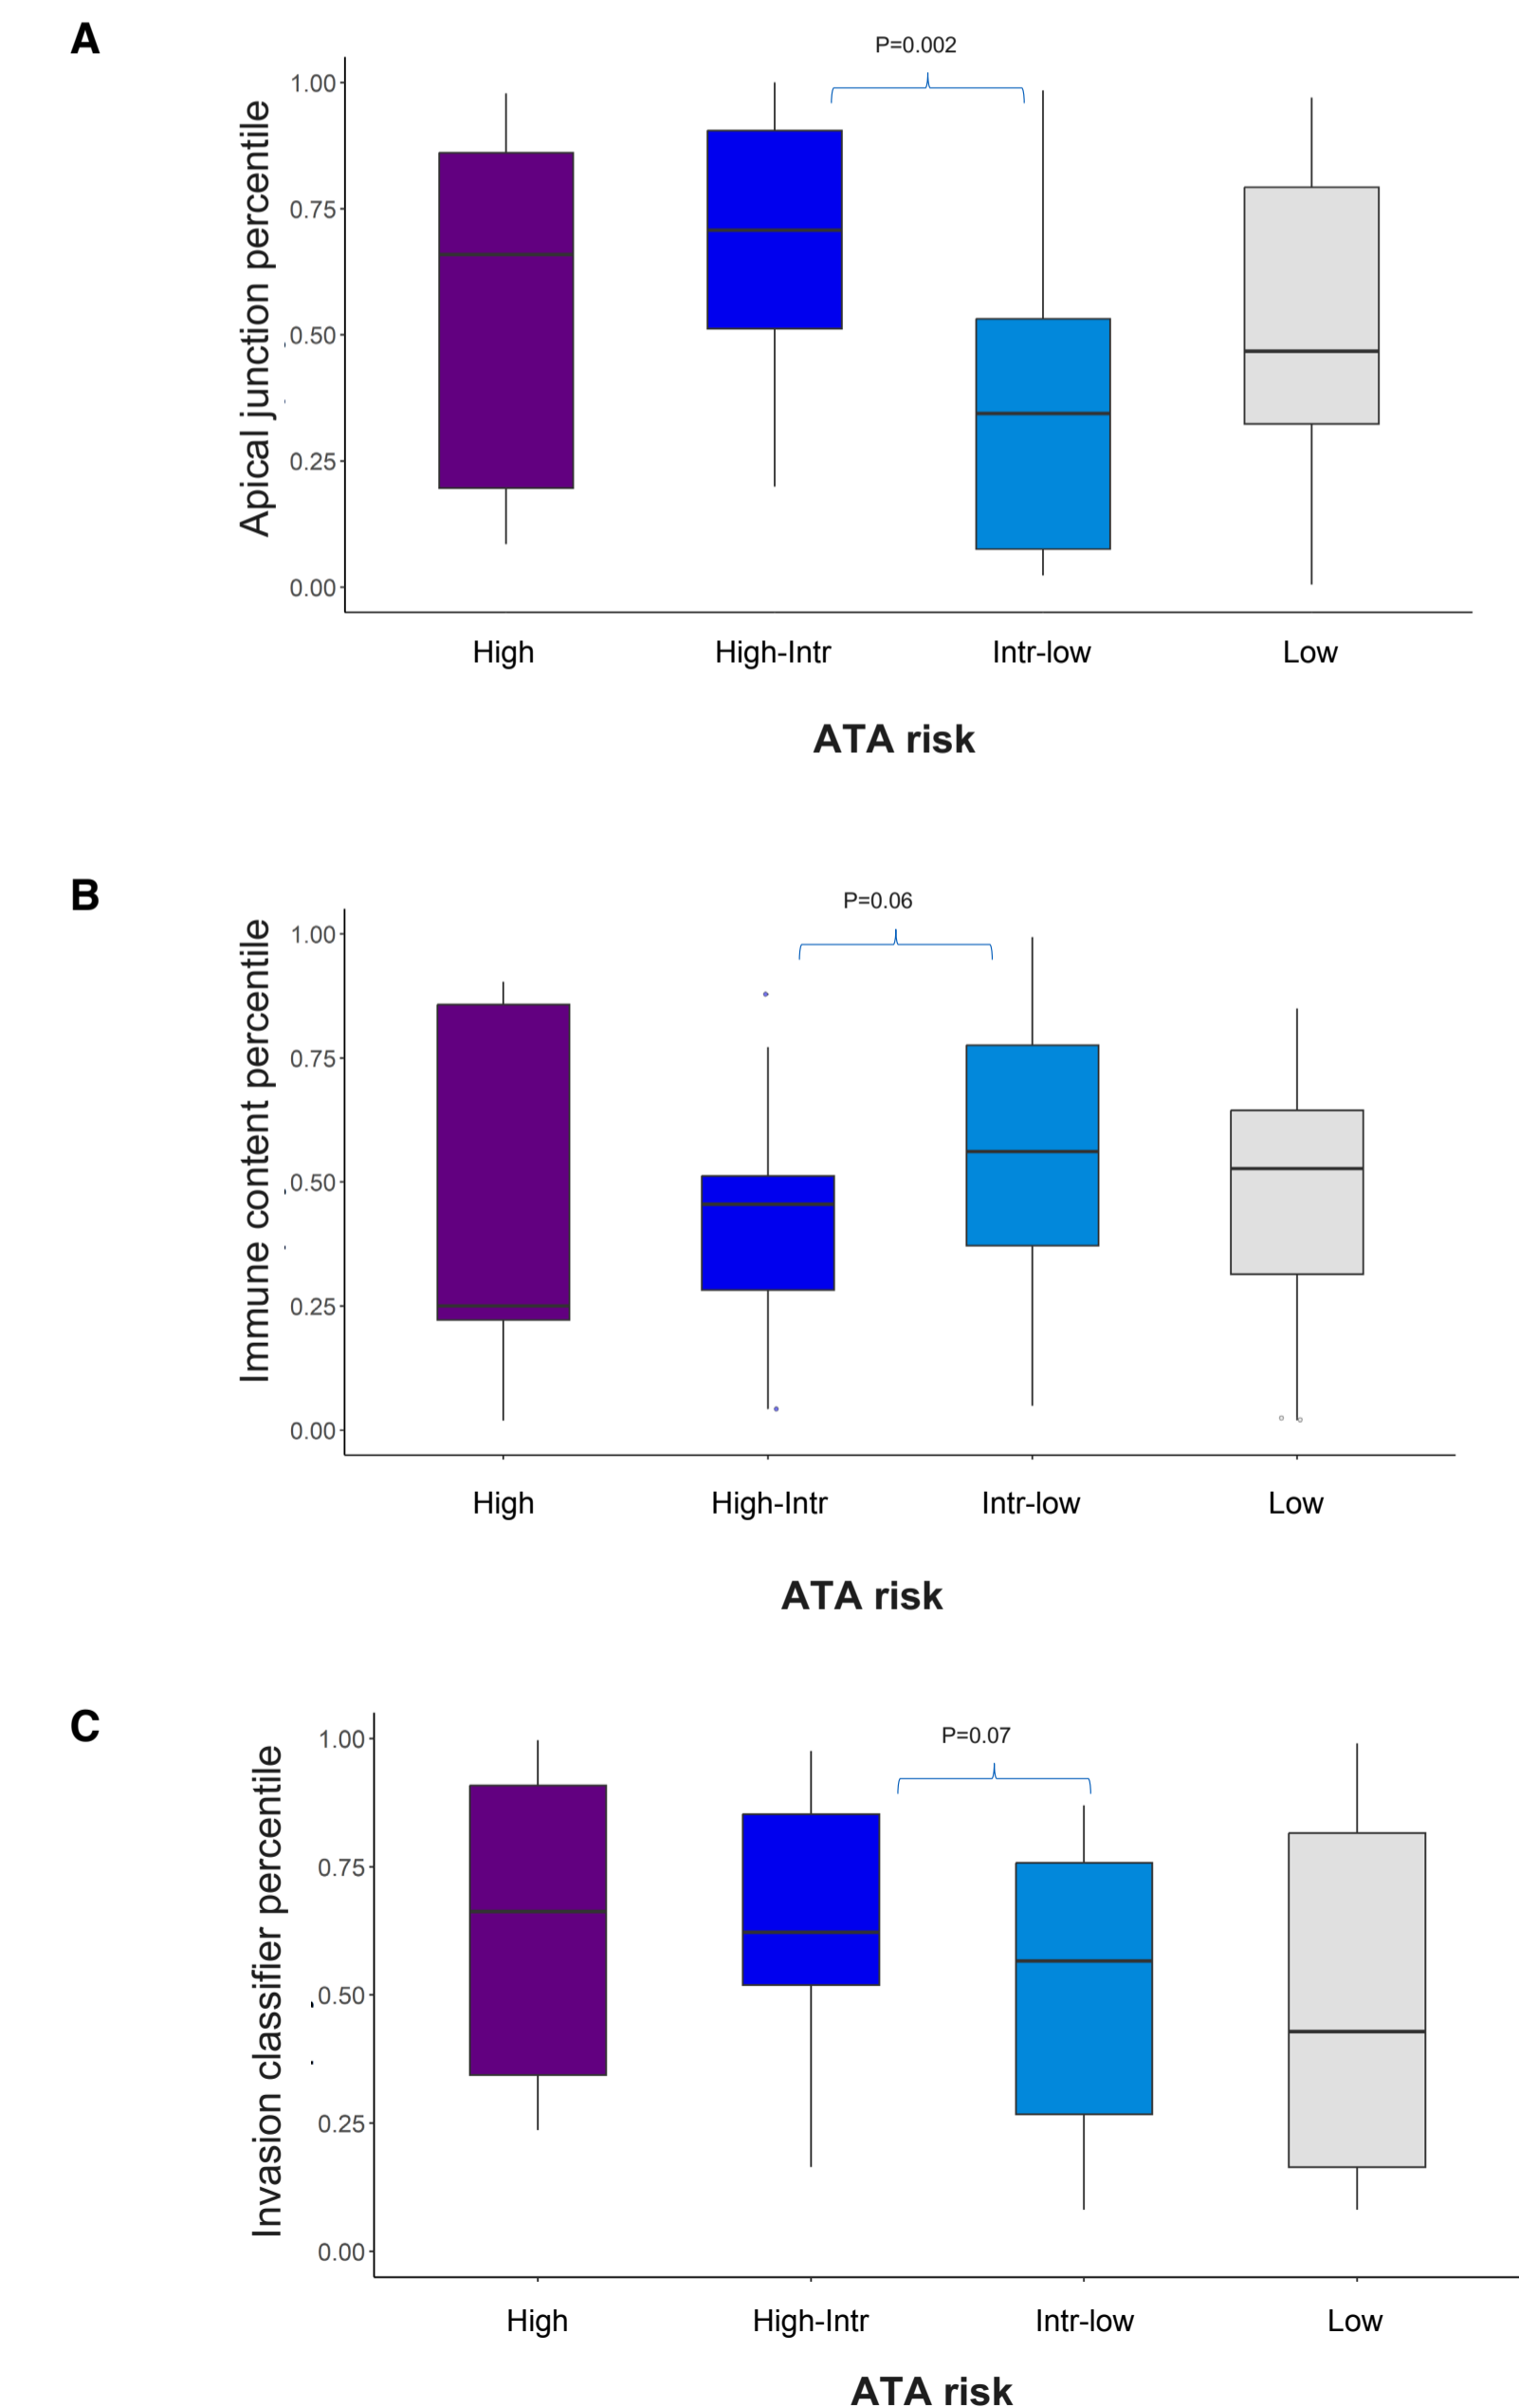 A
P=0.002
Apical junction percentile
1.00
0.75
0.50
0.25
0.00
High High-Intr Intr-low Low
ATA risk
B
P=0.06
Immune content percentile
1.00
0.75
0.50
0.25
0.00
High High-Intr Intr-low Low
ATA risk
C
P=0.07
Invasion classifier percentile
1.00
0.75
0.50
0.25
0.00
High High-Intr Intr-low Low
ATA risk